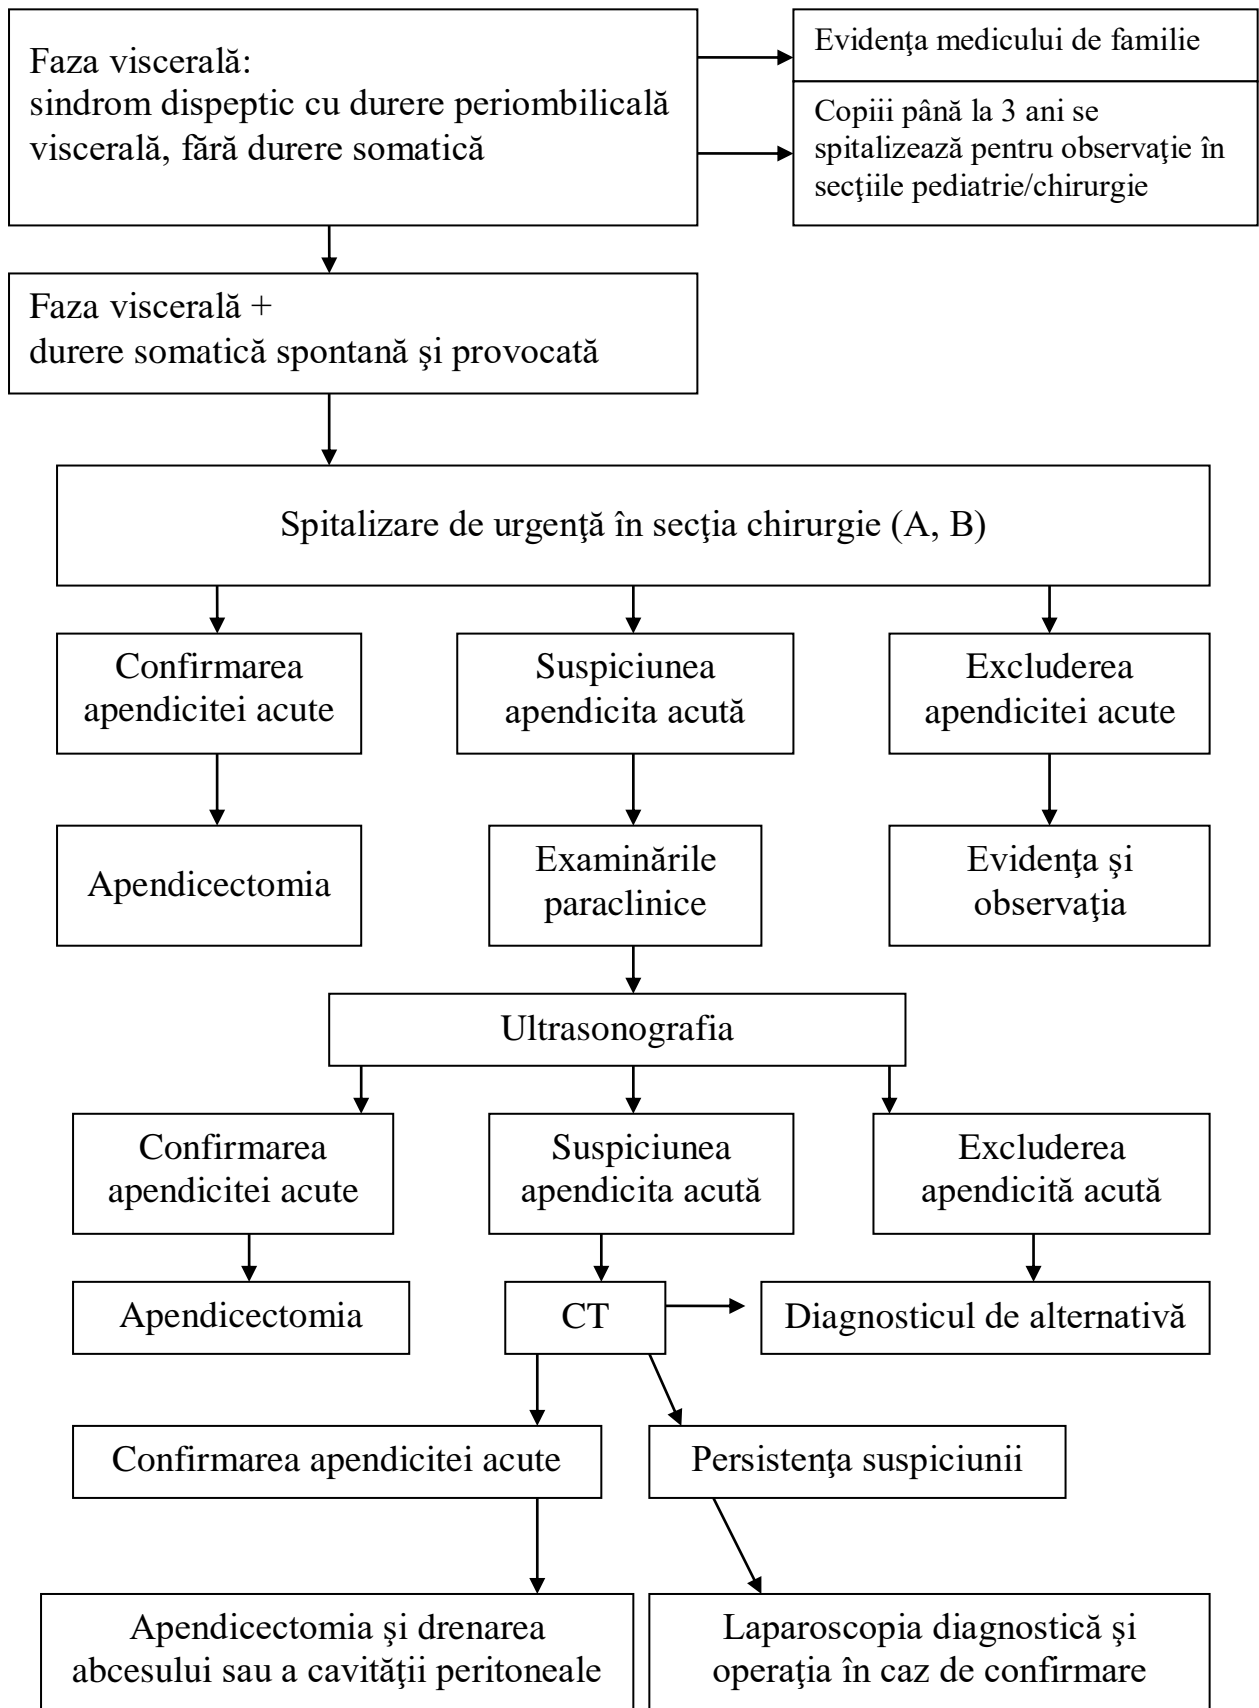 Faza viscerală:
sindrom dispeptic cu durere periombilicală
viscerală, fără durere somatică
Evidenţa medicului de familie
Copiii până la 3 ani se
spitalizează pentru observaţie în
secţiile pediatrie/chirurgie
Faza viscerală +
durere somatică spontană şi provocată
Spitalizare de urgenţă în secţia chirurgie (A, B)
Confirmarea
apendicitei acute
Suspiciunea
apendicita acută
Excluderea
apendicitei acute
Apendicectomia
Examinările
paraclinice
Evidenţa şi
observaţia
Ultrasonografia
Confirmarea
apendicitei acute
Suspiciunea
apendicita acută
Excluderea
apendicită acută
Apendicectomia
CT
Diagnosticul de alternativă
Confirmarea apendicitei acute
Persistenţa suspiciunii
Apendicectomia şi drenarea
abcesului sau a cavităţii peritoneale
Laparoscopia diagnostică şi
operaţia în caz de confirmare